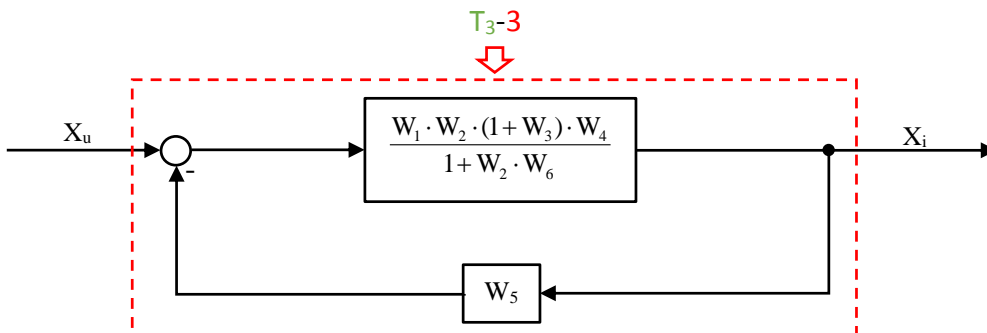 T₃-3
Xᵤ
W₁ · W₂ · (1 + W₃) · W₄
1 + W₂ · W₆
Xᵢ
-
W₅